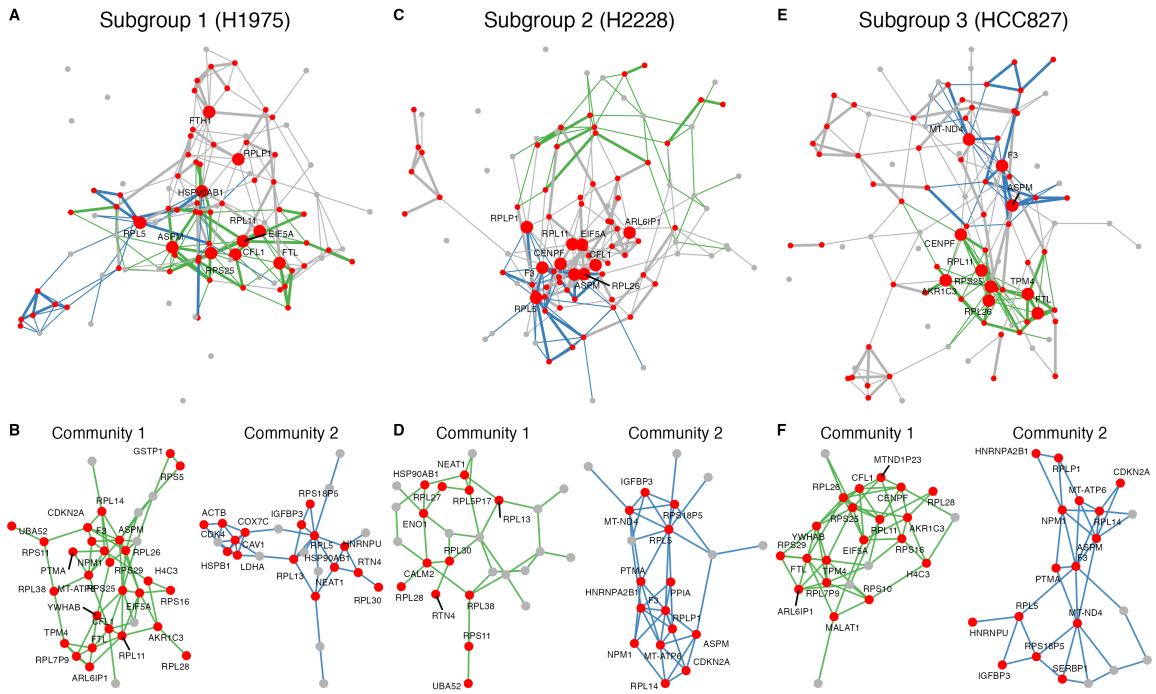 A
Subgroup 1 (H1975)
FTH1
RPLP1
HSP90AB1
RPL11
RPL5
ASPM
EIF5A
CFL1
FTL
RPS25
C
Subgroup 2 (H2228)
RPLP1
ARL6IP1
RPL11
EIF5A
CENPF
CFL1
F3
ASPM
RPL26
RPL5
E
Subgroup 3 (HCC827)
MT-ND4
F3
ASPM
CENPF
RPL11
RPS25
TPM4
AKR1C3
FTL
RPL26
B
Community 1
GSTP1
RPS5
RPL14
CDKN2A
UBA52
F3
ASPM
RPS11
RPL26
PTMA
NPM1
RPS29
H4C3
RPL38
MT-ATP6
RPS25
RPS16
YWHAB
EIF5A
CFL1
TPM4
FTL
AKR1C3
RPL7P9
RPL11
RPL28
ARL6IP1
Community 2
RPS18P5
ACTB
COX7C
IGFBP3
CDK4
CAV1
RPL5
HNRNPU
HSPB1
LDHA
HSP90AB1
RTN4
RPL13
NEAT1
RPL30
D
Community 1
NEAT1
HSP90AB1
RPL27
RPL5P17
RPL13
ENO1
RPL30
CALM2
RPL28
RTN4
RPL38
RPS11
UBA52
Community 2
IGFBP3
MT-ND4
RPS18P5
RPL5
PTMA
HNRNPA2B1
PPIA
F3
RPLP1
ASPM
NPM1
MT-ATP6
CDKN2A
RPL14
F
Community 1
MTND1P23
CFL1
RPL26
CENPF
RPL28
RPS25
RPL11
AKR1C3
YWHAB
RPS29
EIF5A
RPS16
FTL
TPM4
H4C3
RPL7P9
RPS10
ARL6IP1
MALAT1
Community 2
HNRNPA2B1
RPLP1
CDKN2A
MT-ATP6
NPM1
RPL14
ASPM
F3
PTMA
RPL5
MT-ND4
HNRNPU
RPS18P5
IGFBP3
SERBP1